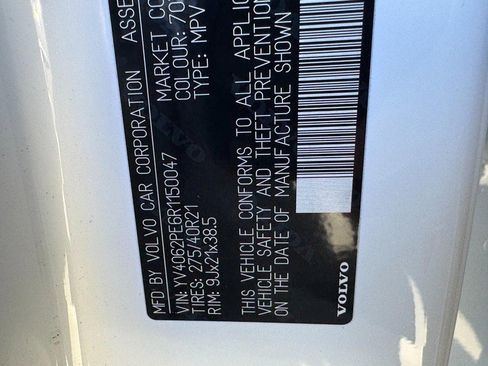 MFD BY VOLVO CAR CORPORATION ASSE
VIN: YV4062PE6R1150047 MARKET CO
TIRES: 275/40R21 COLOUR: 70
RIM: 9Jx21x38.5 TYPE: MPV
THIS VEHICLE CONFORMS TO ALL APPLIC
VEHICLE SAFETY AND THEFT PREVENTION
ON THE DATE OF MANUFACTURE SHOWN
VOLVO